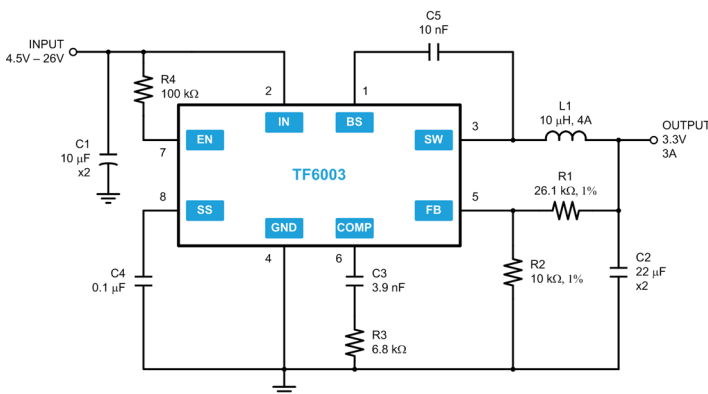 C5
10 nF
INPUT
4.5V – 26V
R4
100 kΩ
2
1
L1
10 μH, 4A
IN
BS
3
OUTPUT
3.3V
3A
EN
SW
7
C1
10 μF
x2
TF6003
R1
26.1 kΩ, 1%
8
5
SS
FB
GND
COMP
4
6
C4
0.1 μF
C3
3.9 nF
R2
10 kΩ, 1%
C2
22 μF
x2
R3
6.8 kΩ